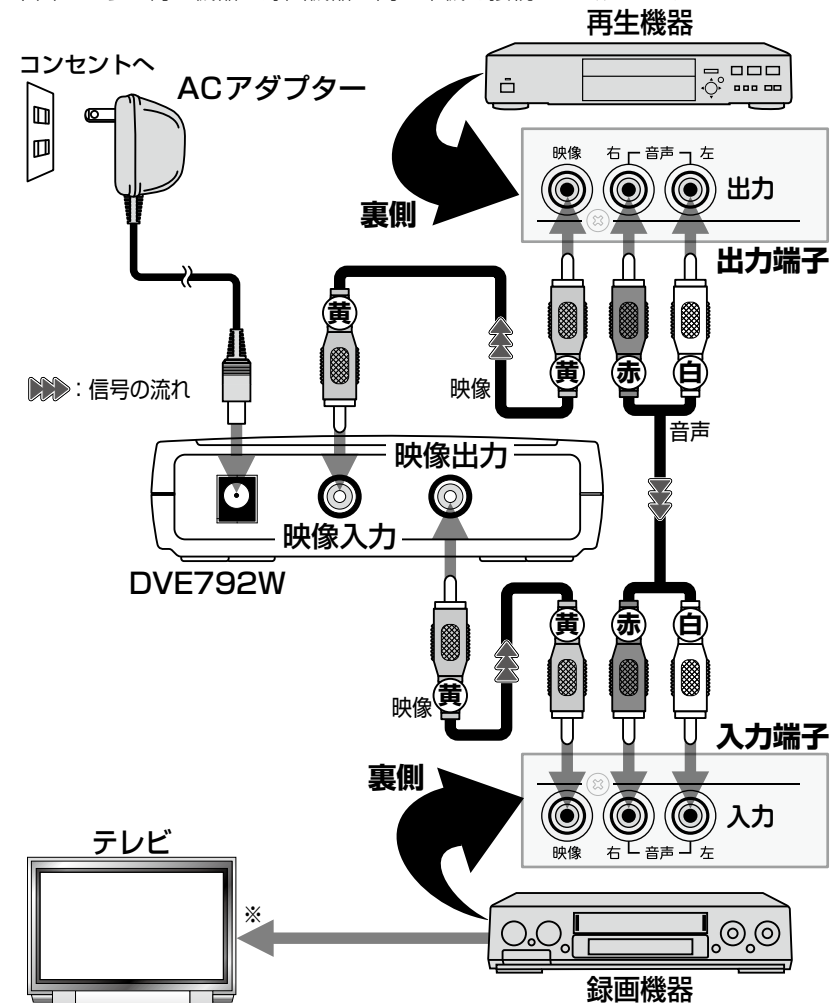 再生機器
コンセントへ
ACアダプター
映像 右 音声 左
出力
裏側
出力端子
黄
黄 赤 白
:信号の流れ
映像
音声
映像出力
映像入力
DVE792W
黄 赤 白
黄
映像
入力端子
裏側
入力
映像 右 音声 左
テレビ
※
録画機器